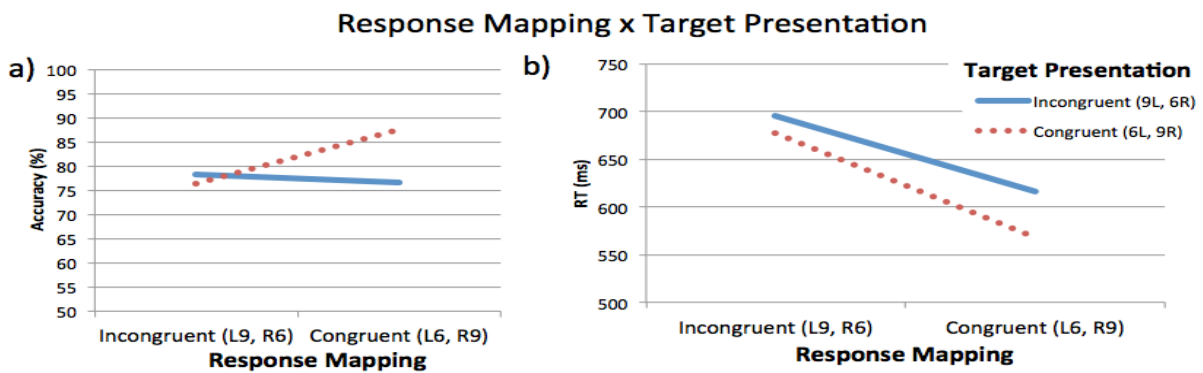 Response Mapping x Target Presentation
a)
100
95
90
85
80
75
70
65
60
55
50
Accuracy (%)
Incongruent (L9, R6) Congruent (L6, R9)
Response Mapping
b)
750
700
650
600
550
500
RT (ms)
Target Presentation
Incongruent (9L, 6R)
Congruent (6L, 9R)
Incongruent (L9, R6) Congruent (L6, R9)
Response Mapping